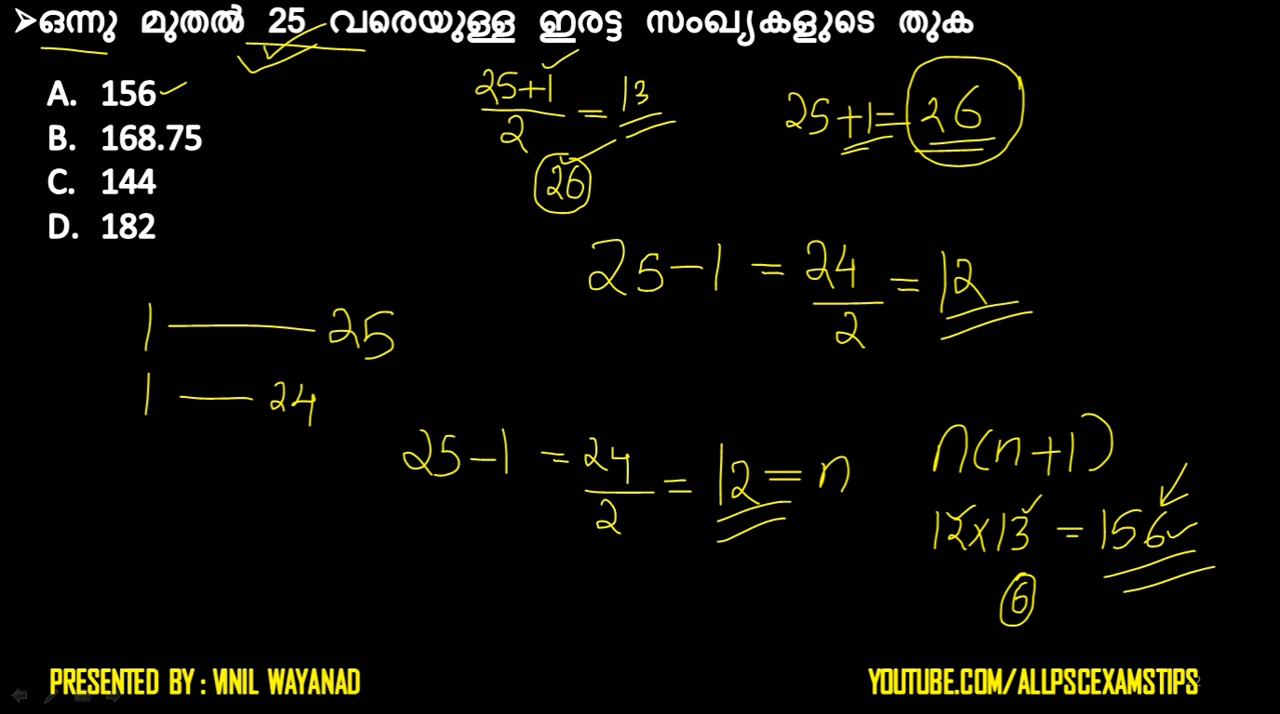 ➢ഒന്നു മുതൽ 25 വരെയുള്ള ഇരട്ട സംഖ്യകളുടെ തുക
A. 156
B. 168.75
C. 144
D. 182
25+1/2 = 13
26
25+1=26
25-1 = 24/2 = 12
1 — 25
1 — 24
25-1 = 24/2 = 12 = n
n(n+1)
12x13 = 156
6
PRESENTED BY : VINIL WAYANAD
YOUTUBE.COM/ALLPSCEXAMSTIPS